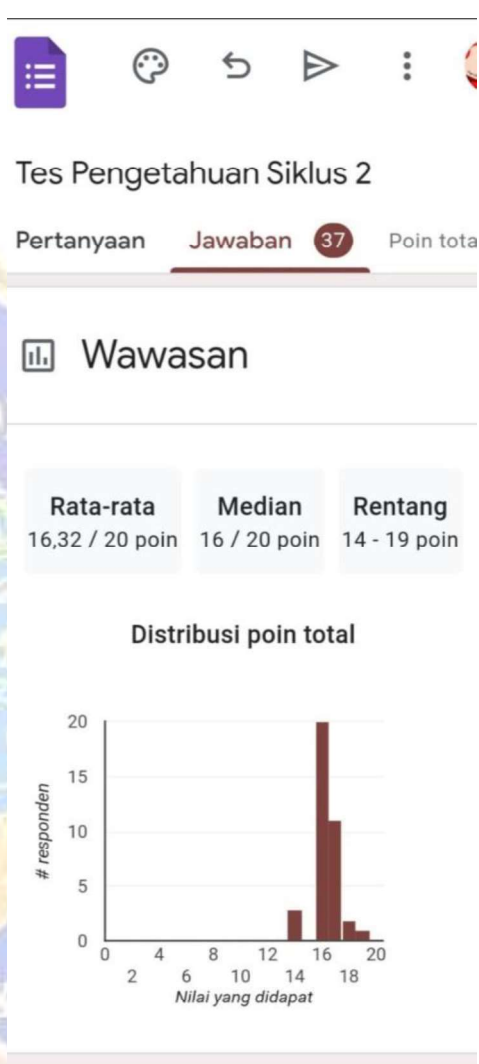 Tes Pengetahuan Siklus 2
Pertanyaan Jawaban 37 Poin tota
Wawasan
Rata-rata Median Rentang
16,32 / 20 poin 16 / 20 poin 14 - 19 poin
Distribusi poin total
20
15
10
5
0
# responden
0 4 8 12 16 20
2 6 10 14 18
Nilai yang didapat